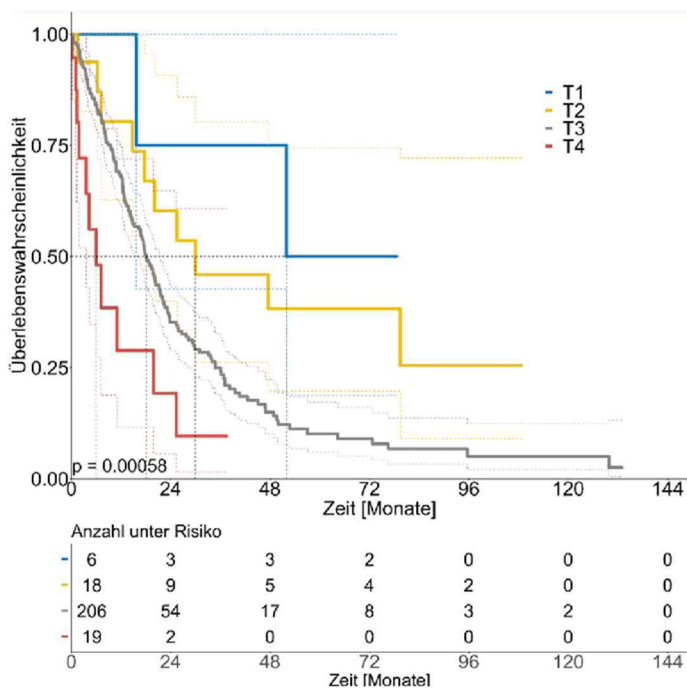 1.00
0.75
0.50
0.25
0.00
Überlebenswahrscheinlichkeit
T1
T2
T3
T4
p = 0.00058
0 24 48 72 96 120 144
Zeit [Monate]
Anzahl unter Risiko
6 3 3 2 0 0 0
18 9 5 4 2 0 0
206 54 17 8 3 2 0
19 2 0 0 0 0 0
0 24 48 72 96 120 144
Zeit [Monate]